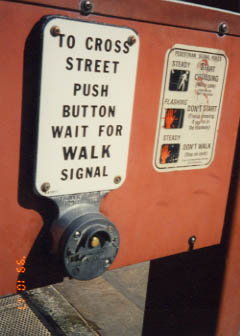 TO CROSS
STREET
PUSH
BUTTON
WAIT FOR
WALK
SIGNAL
PEDESTRIAN SIGNAL
STEADY
START
CROSSING
FLASHING
DON'T START
STEADY
DON'T WALK